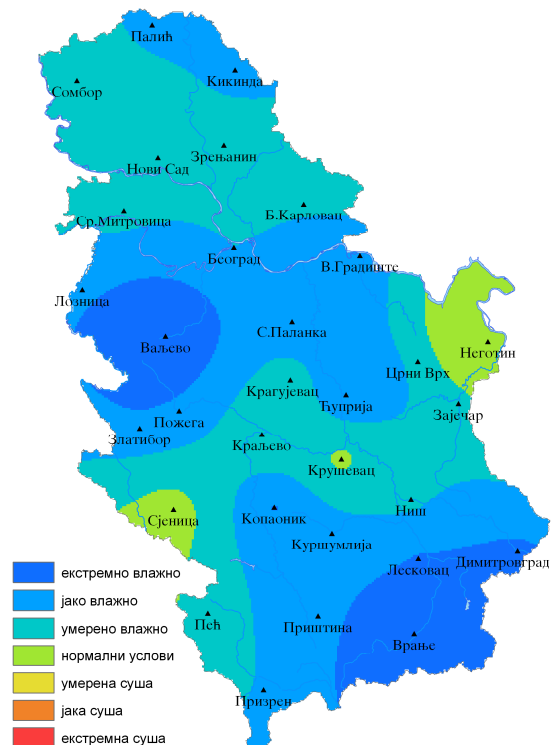 Палић
Кикинда
Сомбор
Зрењанин
Нови Сад
Б.Карловац
Ср.Митровица
Београд
В.Градиште
Лозница
С.Паланка
Ваљево
Неготин
Црни Врх
Крагујевац
Ћуприја
Зајечар
Пожега
Златибор
Краљево
Крушевац
Ниш
Сјеница
Копаоник
Куршумлија
Лесковац
Димитровград
Пећ
Приштина
Врање
Призрен
екстремно влажно
јако влажно
умерено влажно
нормални услови
умерена суша
јака суша
екстремна суша